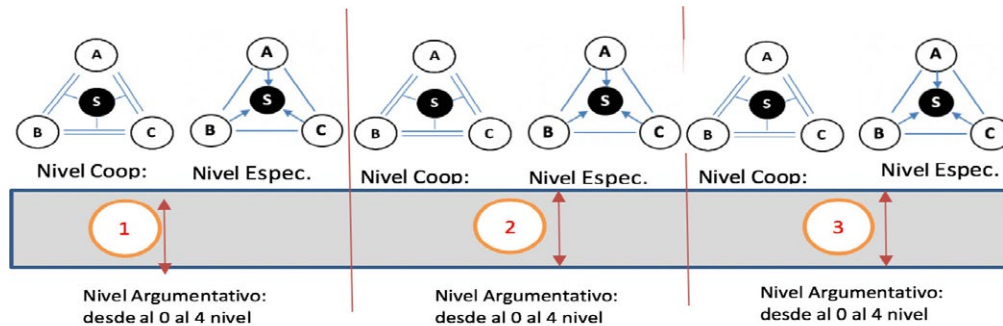 A
S
B
C
A
S
B
C
A
S
B
C
A
S
B
C
A
S
B
C
A
S
B
C
Nivel Coop:
Nivel Espec.
Nivel Coop:
Nivel Espec.
Nivel Coop:
Nivel Espec.
1
2
3
Nivel Argumentativo:
desde al 0 al 4 nivel
Nivel Argumentativo:
desde al 0 al 4 nivel
Nivel Argumentativo:
desde al 0 al 4 nivel